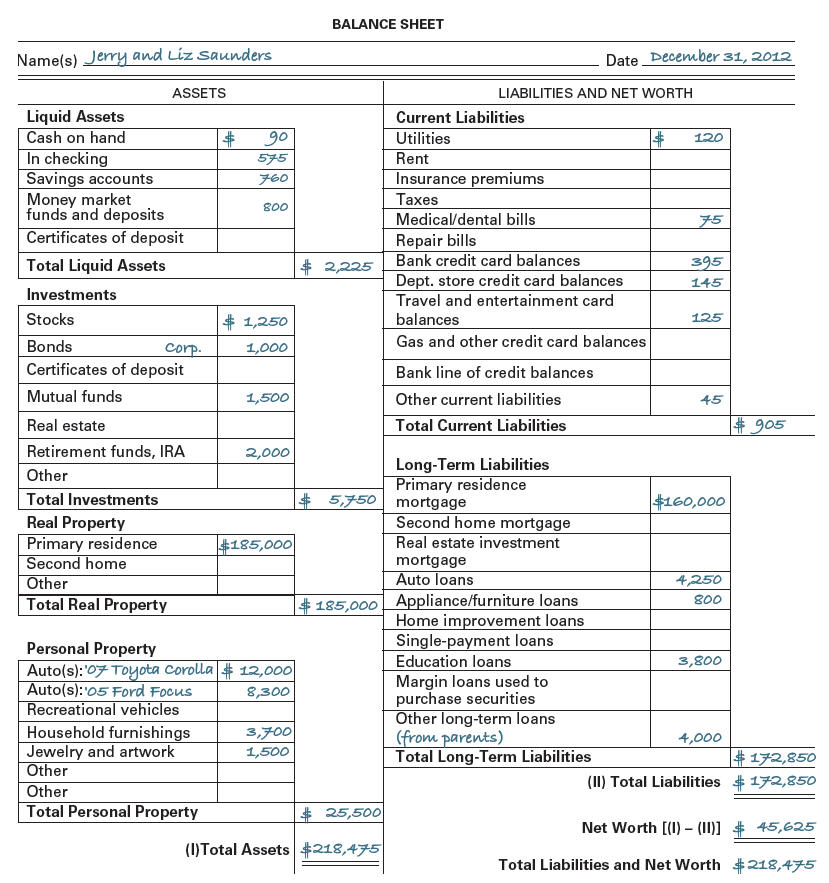 BALANCE SHEET
Name(s) Jerry and Liz Saunders Date December 31, 2012
ASSETS
Liquid Assets
Cash on hand $ 90
In checking 575
Savings accounts 760
Money market
funds and deposits 800
Certificates of deposit
Total Liquid Assets $ 2,225
Investments
Stocks $ 1,250
Bonds Corp. 1,000
Certificates of deposit
Mutual funds 1,500
Real estate
Retirement funds, IRA 2,000
Other
Total Investments $ 5,750
Real Property
Primary residence $185,000
Second home
Other
Total Real Property $ 185,000
Personal Property
Auto(s): '07 Toyota Corolla $ 12,000
Auto(s): '05 Ford Focus 8,300
Recreational vehicles
Household furnishings 3,700
Jewelry and artwork 1,500
Other
Other
Total Personal Property $ 25,500
(I)Total Assets $218,475
LIABILITIES AND NET WORTH
Current Liabilities
Utilities $ 120
Rent
Insurance premiums
Taxes
Medical/dental bills 75
Repair bills
Bank credit card balances 395
Dept. store credit card balances 145
Travel and entertainment card
balances 125
Gas and other credit card balances
Bank line of credit balances
Other current liabilities 45
Total Current Liabilities $ 905
Long-Term Liabilities
Primary residence
mortgage $160,000
Second home mortgage
Real estate investment
mortgage
Auto loans 4,250
Appliance/furniture loans 800
Home improvement loans
Single-payment loans
Education loans 3,800
Margin loans used to
purchase securities
Other long-term loans
(from parents) 4,000
Total Long-Term Liabilities $ 172,850
(II) Total Liabilities $ 172,850
Net Worth [(I) – (II)] $ 45,625
Total Liabilities and Net Worth $218,475